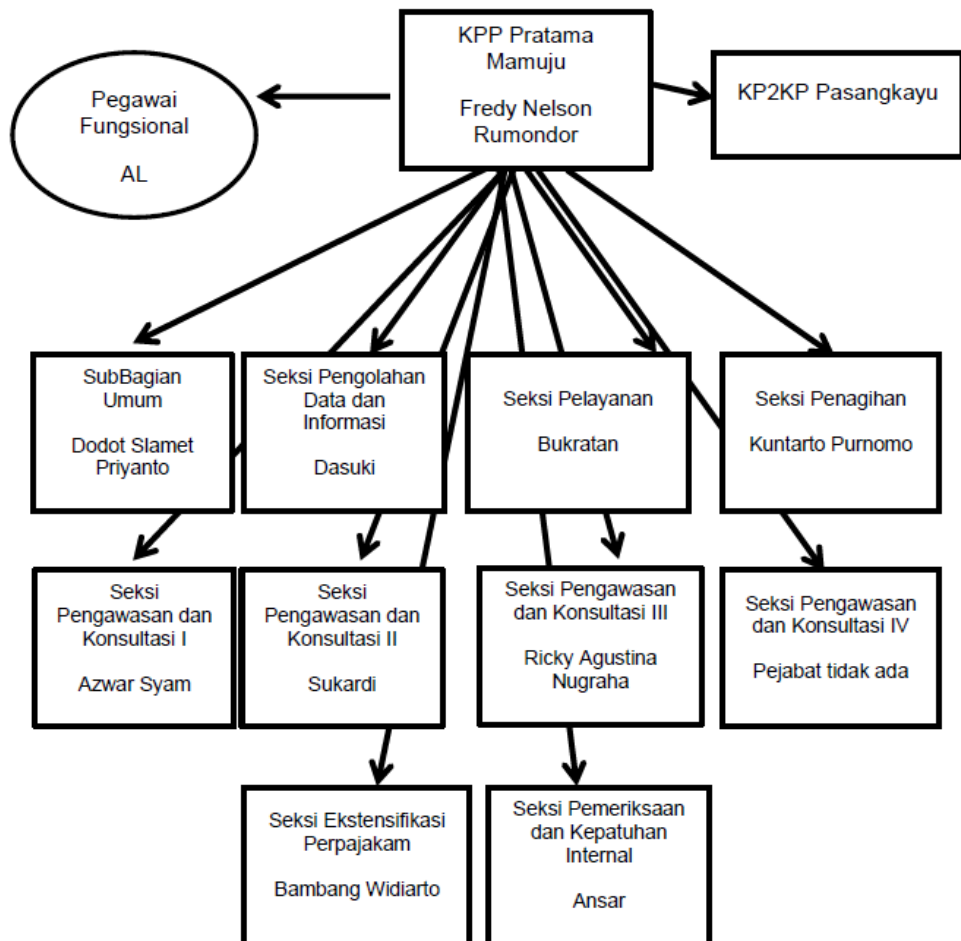 KPP Pratama
Mamuju
Fredy Nelson
Rumondor
Pegawai
Fungsional
AL
KP2KP Pasangkayu
SubBagian
Umum
Dodot Slamet
Priyanto
Seksi Pengolahan
Data dan
Informasi
Dasuki
Seksi Pelayanan
Bukratan
Seksi Penagihan
Kuntarto Purnomo
Seksi
Pengawasan dan
Konsultasi I
Azwar Syam
Seksi
Pengawasan dan
Konsultasi II
Sukardi
Seksi Pengawasan
dan Konsultasi III
Ricky Agustina
Nugraha
Seksi Pengawasan
dan Konsultasi IV
Pejabat tidak ada
Seksi Ekstensifikasi
Perpajakam
Bambang Widiarto
Seksi Pemeriksaan
dan Kepatuhan
Internal
Ansar